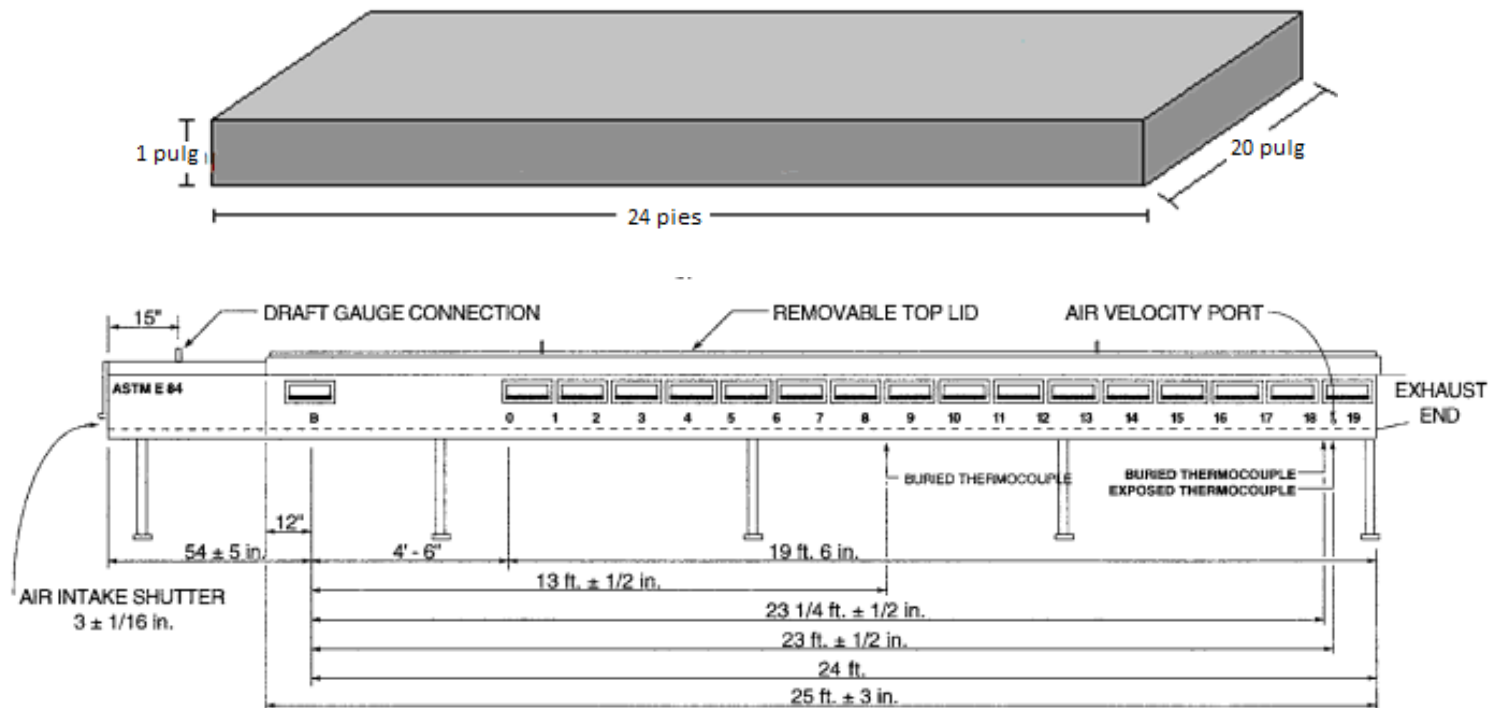 1 pulg
20 pulg
24 pies
15"
DRAFT GAUGE CONNECTION
REMOVABLE TOP LID
AIR VELOCITY PORT
ASTM E 84
EXHAUST
END
B 0 1 2 3 4 5 6 7 8 9 10 11 12 13 14 15 16 17 18 19
BURIED THERMOCOUPLE
BURIED THERMOCOUPLE
EXPOSED THERMOCOUPLE
12"
54 ± 5 in.
4' - 6"
19 ft. 6 in.
AIR INTAKE SHUTTER
3 ± 1/16 in.
13 ft. ± 1/2 in.
23 1/4 ft. ± 1/2 in.
23 ft. ± 1/2 in.
24 ft.
25 ft. ± 3 in.